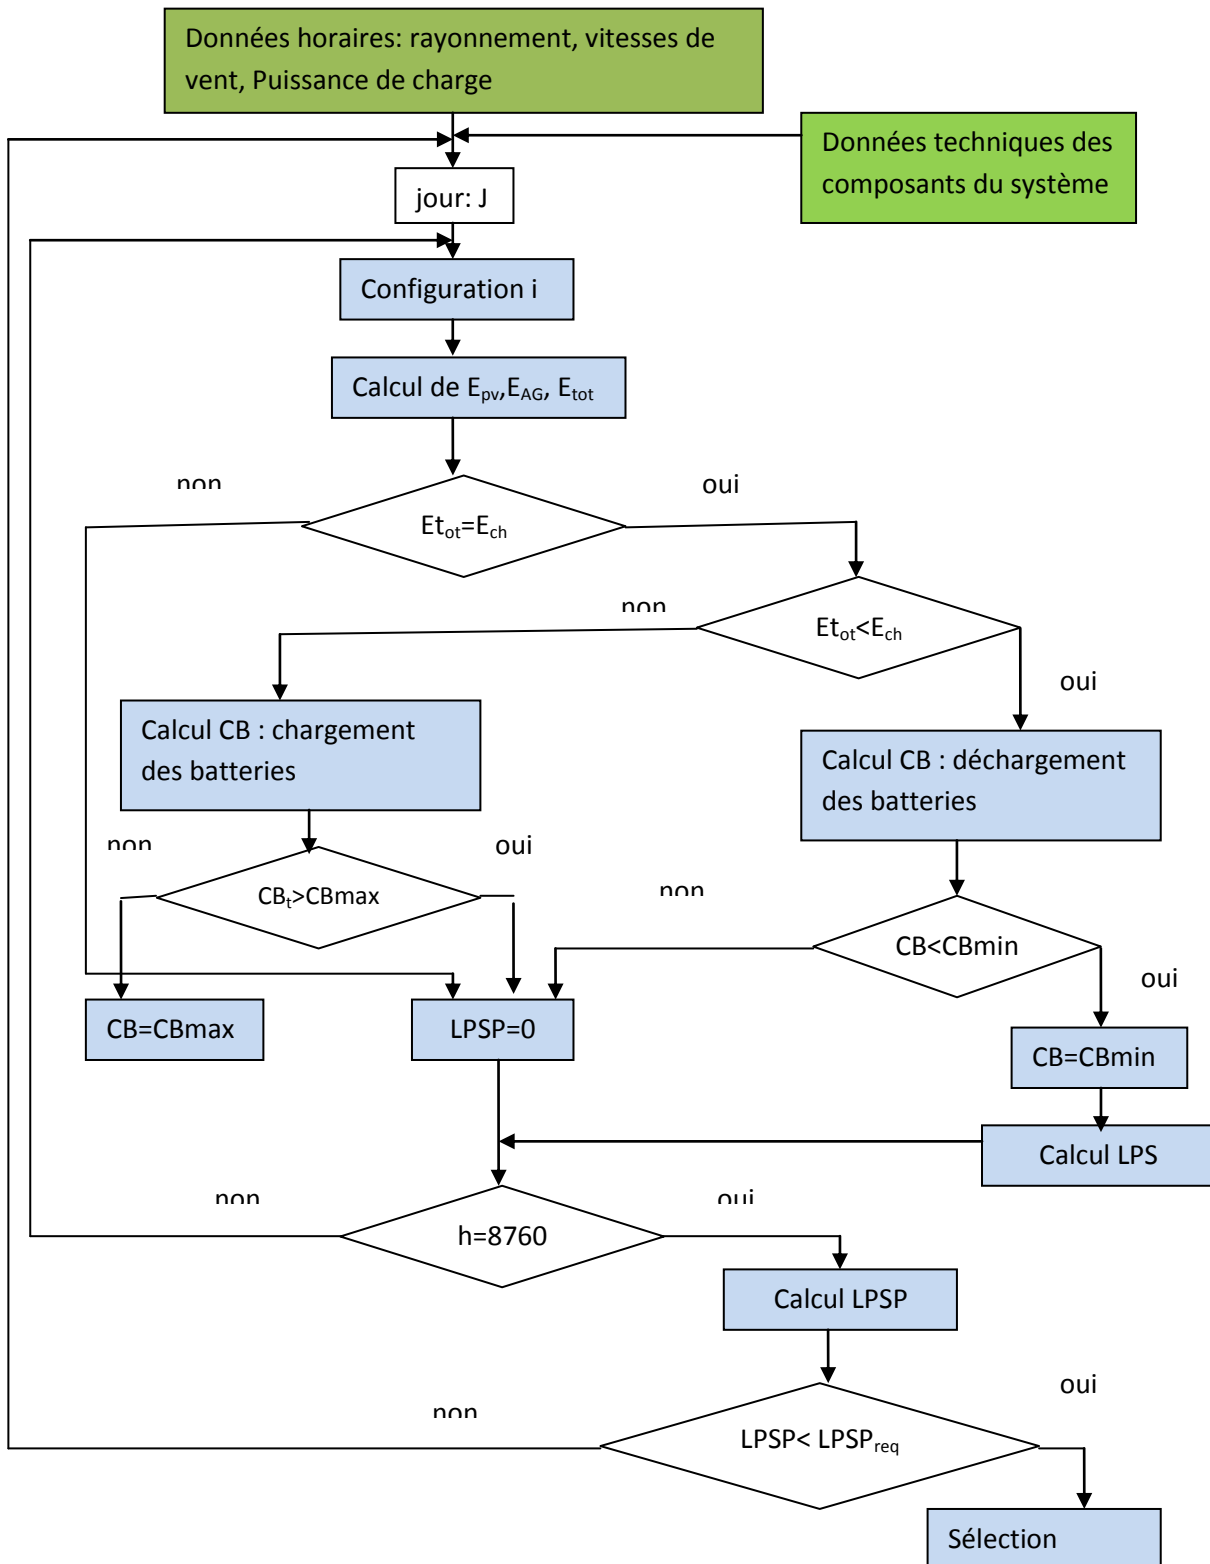 Données horaires: rayonnement, vitesses de
vent, Puissance de charge
Données techniques des
composants du système
jour: J
Configuration i
Calcul de Epv,EAG, Etot
non
oui
Etot=Ech
non
Etot<Ech
oui
Calcul CB : chargement
des batteries
Calcul CB : déchargement
des batteries
non
oui
CBt>CBmax
non
CB<CBmin
oui
CB=CBmax
LPSP=0
CB=CBmin
Calcul LPS
non
oui
h=8760
Calcul LPSP
oui
non
LPSP< LPSPreq
Sélection